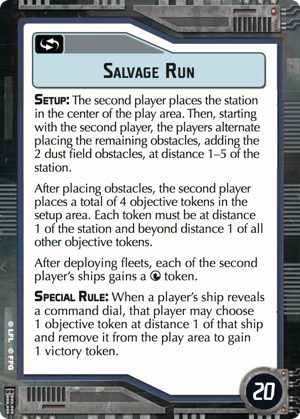 Salvage Run
Setup: The second player places the station
in the center of the play area. Then, starting
with the second player, the players alternate
placing the remaining obstacles, adding the
2 dust field obstacles, at distance 1–5 of the
station.
After placing obstacles, the second player
places a total of 4 objective tokens in the
setup area. Each token must be at distance
1 of the station and beyond distance 1 of all
other objective tokens.
After deploying fleets, each of the second
player's ships gains a token.
Special Rule: When a player's ship reveals
a command dial, that player may choose
1 objective token at distance 1 of that ship
and remove it from the play area to gain
1 victory token.
© LFL © FFG
20